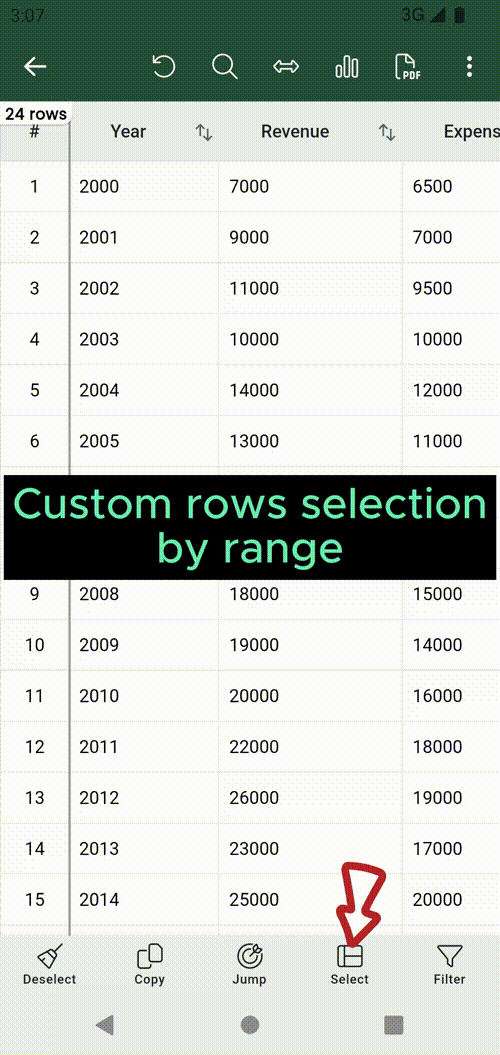 3:07 3G
PDF
24 rows
# Year Revenue Expens
1 2000 7000 6500
2 2001 9000 7000
3 2002 11000 9500
4 2003 10000 10000
5 2004 14000 12000
6 2005 13000 11000
Custom rows selection
by range
9 2008 18000 15000
10 2009 19000 14000
11 2010 20000 16000
12 2011 22000 18000
13 2012 26000 19000
14 2013 23000 17000
15 2014 25000 20000
Deselect Copy Jump Select Filter